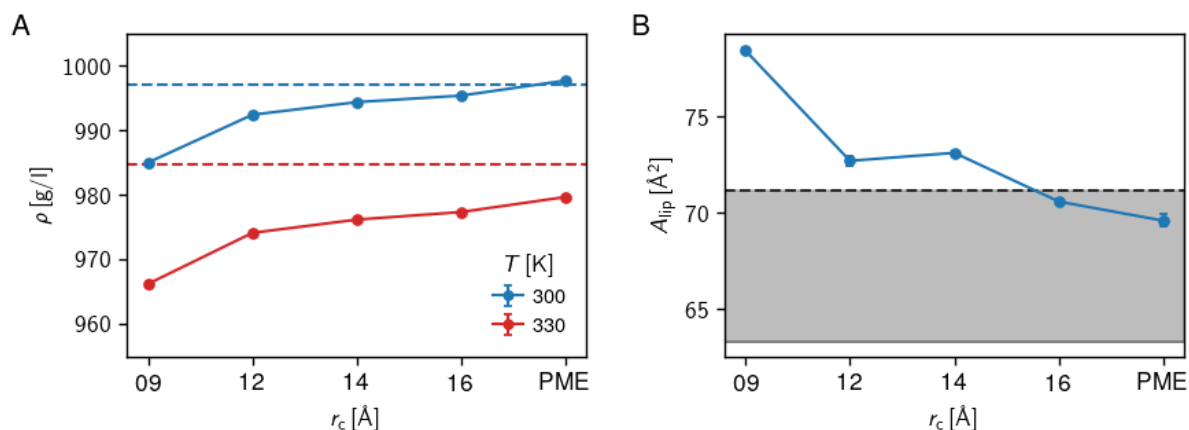 A
ρ [g/l]
1000
990
980
970
960
T [K]
300
330
09 12 14 16 PME
r_c [Å]
B
A_lip [Å²]
75
70
65
09 12 14 16 PME
r_c [Å]